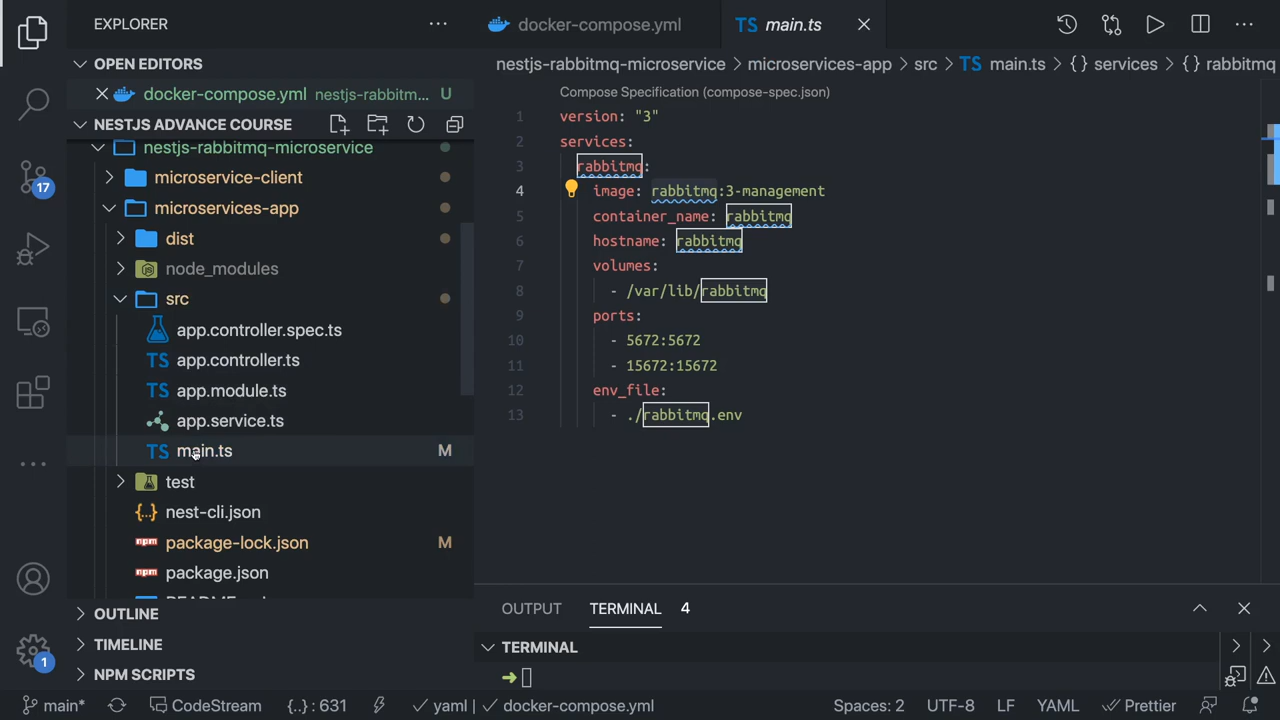 EXPLORER
OPEN EDITORS
docker-compose.yml nestjs-rabbitm... U
NESTJS ADVANCE COURSE
nestjs-rabbitmq-microservice
microservice-client
microservices-app
dist
node_modules
src
app.controller.spec.ts
app.controller.ts
app.module.ts
app.service.ts
main.ts M
test
nest-cli.json
package-lock.json M
package.json
OUTLINE
TIMELINE
NPM SCRIPTS
17
1
docker-compose.yml
TS main.ts
nestjs-rabbitmq-microservice > microservices-app > src > TS main.ts > {} services > {} rabbitmq
Compose Specification (compose-spec.json)
1 version: "3"
2 services:
3 rabbitmq:
4 image: rabbitmq:3-management
5 container_name: rabbitmq
6 hostname: rabbitmq
7 volumes:
8 - /var/lib/rabbitmq
9 ports:
10 - 5672:5672
11 - 15672:15672
12 env_file:
13 - ./rabbitmq.env
OUTPUT TERMINAL 4
TERMINAL
main* CodeStream {..} : 631 yaml | docker-compose.yml Spaces: 2 UTF-8 LF YAML Prettier